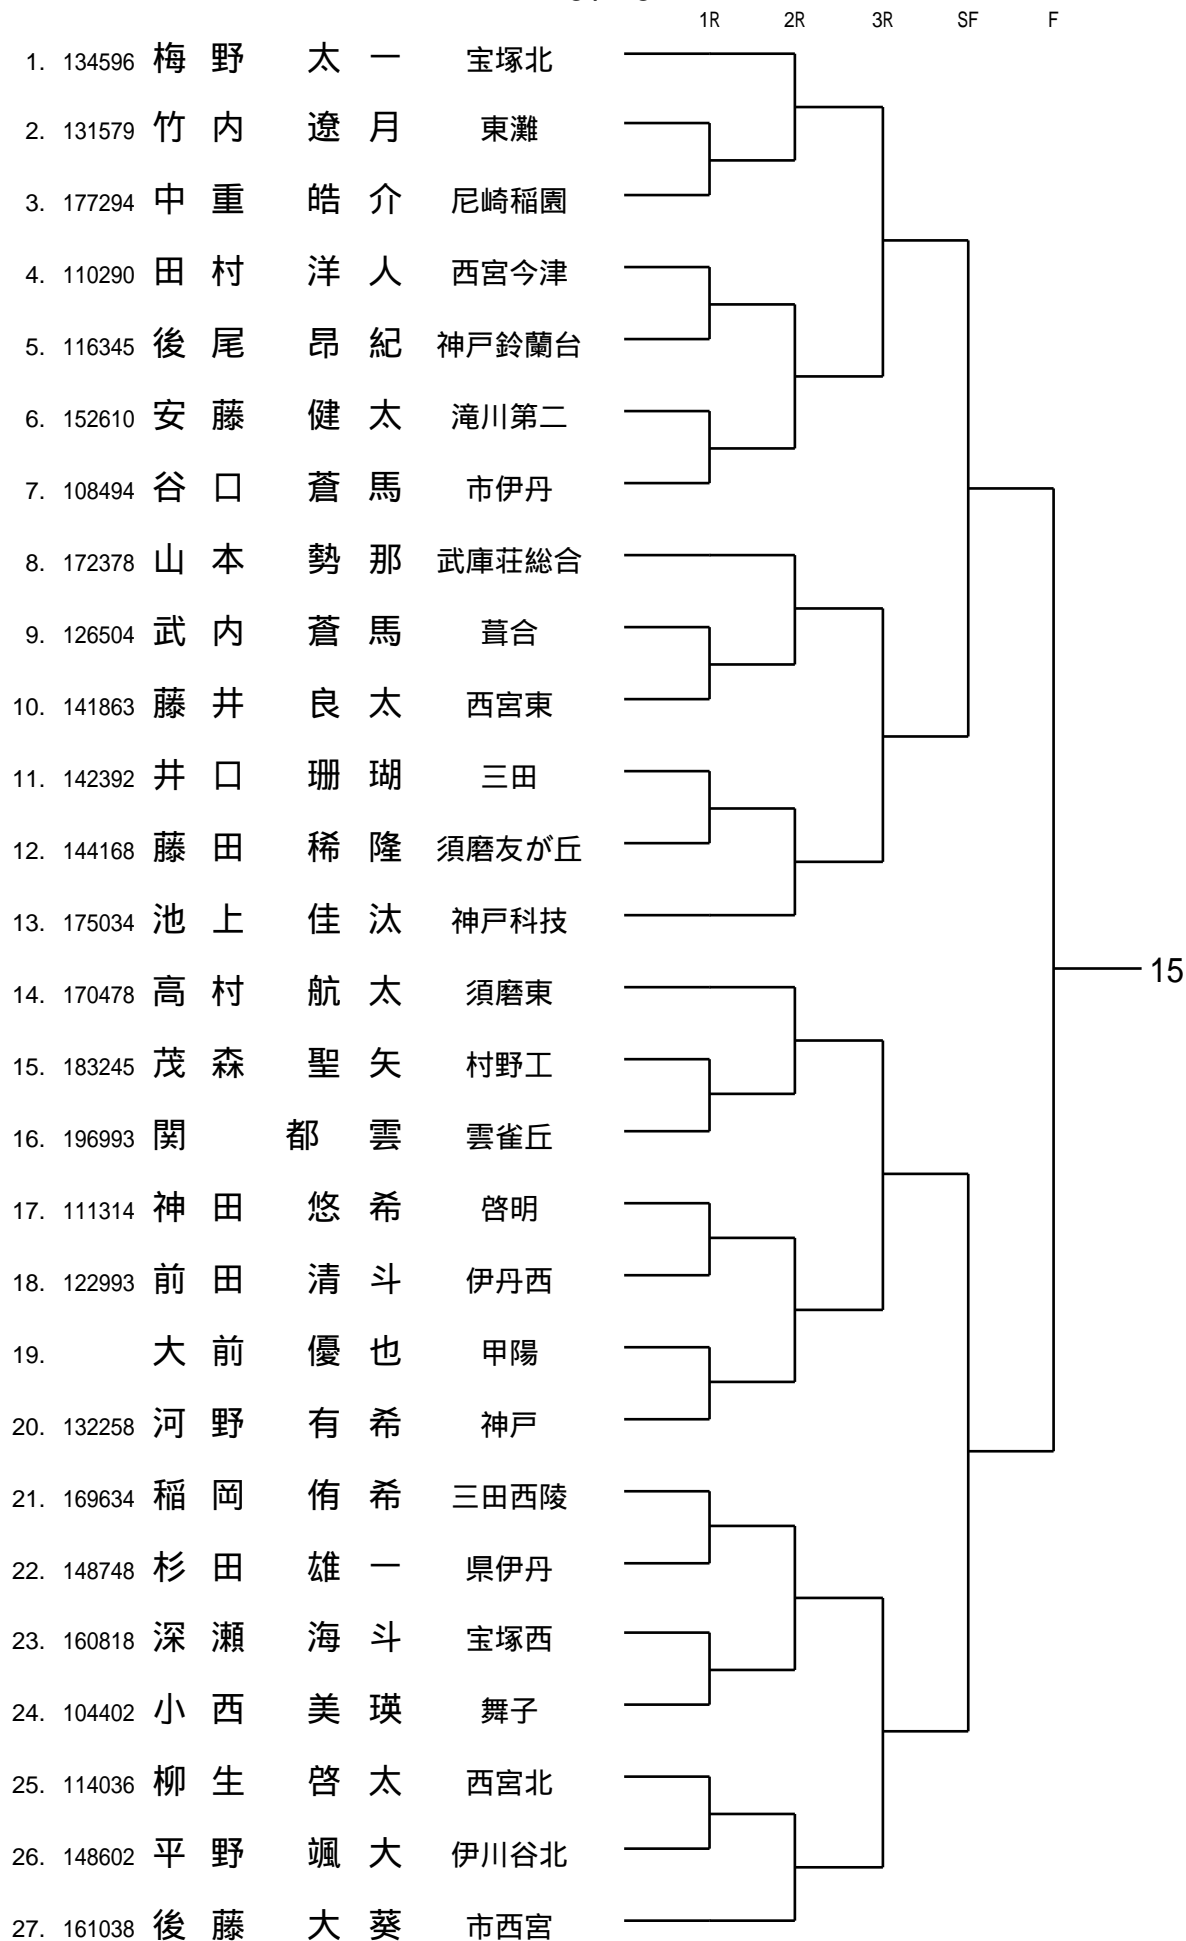 1R 2R 3R SF F
1. 134596 梅野 太一 宝塚北
2. 131579 竹内 遼月 東灘
3. 177294 中重 皓介 尼崎稲園
4. 110290 田村 洋人 西宮今津
5. 116345 後尾 昂紀 神戸鈴蘭台
6. 152610 安藤 健太 滝川第二
7. 108494 谷口 蒼馬 市伊丹
8. 172378 山本 勢那 武庫荘総合
9. 126504 武内 蒼馬 葺合
10. 141863 藤井 良太 西宮東
11. 142392 井口 珊瑚 三田
12. 144168 藤田 稀隆 須磨友が丘
13. 175034 池上 佳汰 神戸科技
15
14. 170478 高村 航太 須磨東
15. 183245 茂森 聖矢 村野工
16. 196993 関 都雲 雲雀丘
17. 111314 神田 悠希 啓明
18. 122993 前田 清斗 伊丹西
19. 大前 優也 甲陽
20. 132258 河野 有希 神戸
21. 169634 稲岡 侑希 三田西陵
22. 148748 杉田 雄一 県伊丹
23. 160818 深瀬 海斗 宝塚西
24. 104402 小西 美瑛 舞子
25. 114036 柳生 啓太 西宮北
26. 148602 平野 颯大 伊川谷北
27. 161038 後藤 大葵 市西宮